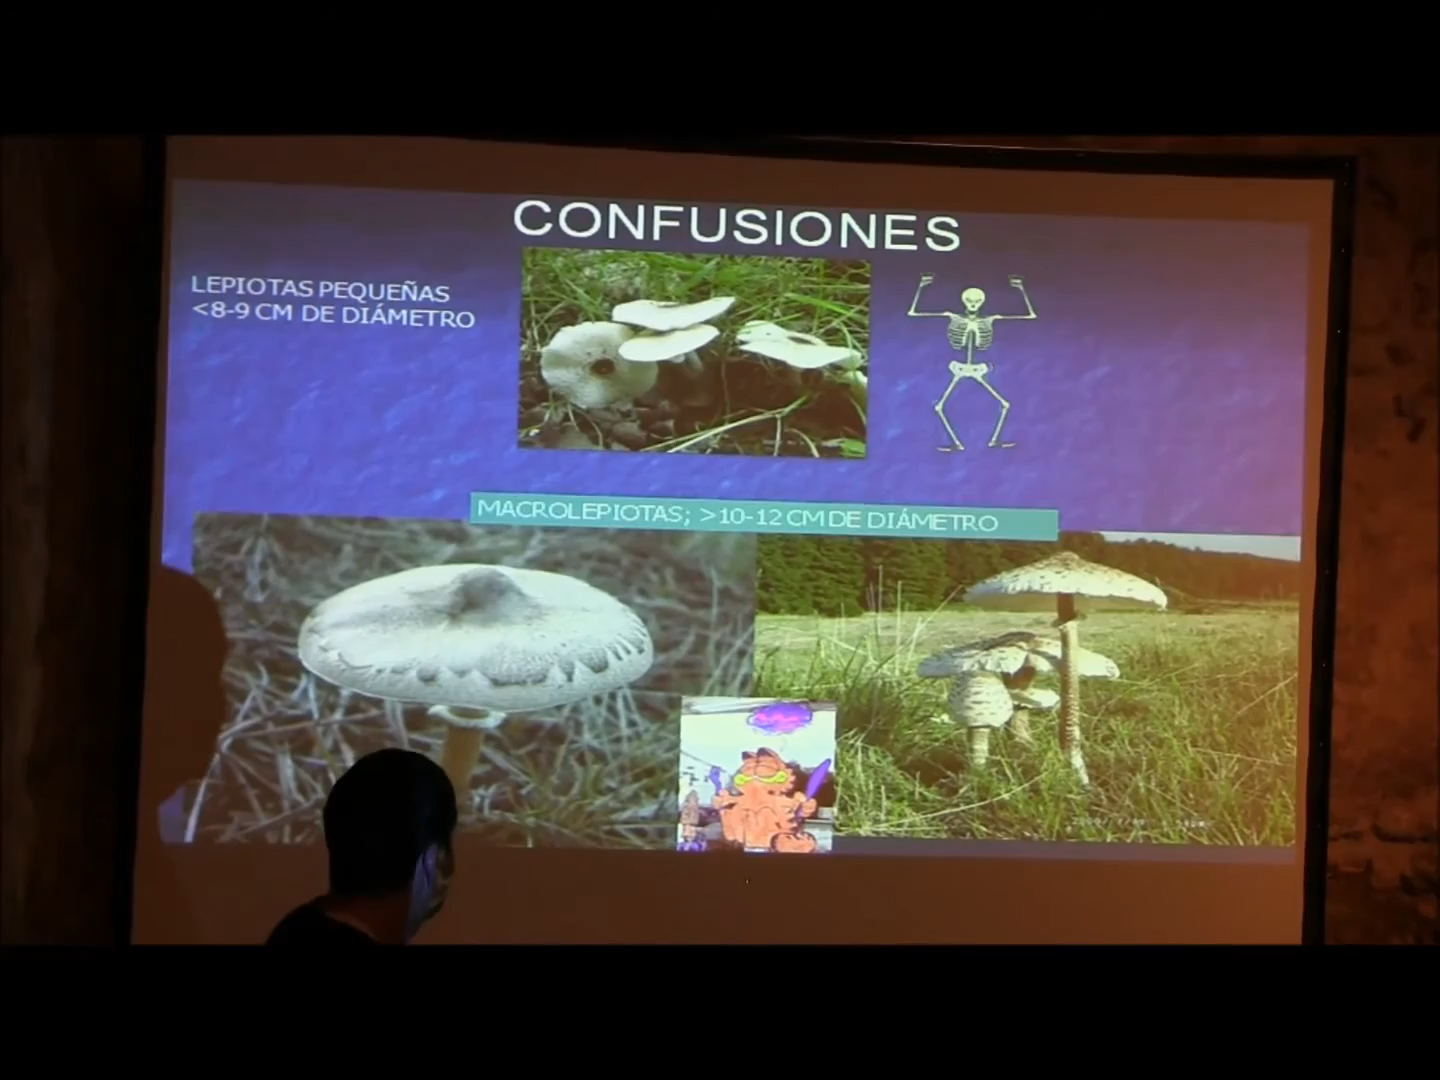 CONFUSIONES
LEPIOTAS PEQUEÑAS
<8-9 CM DE DIÁMETRO
MACROLEPIOTAS; >10-12 CM DE DIÁMETRO